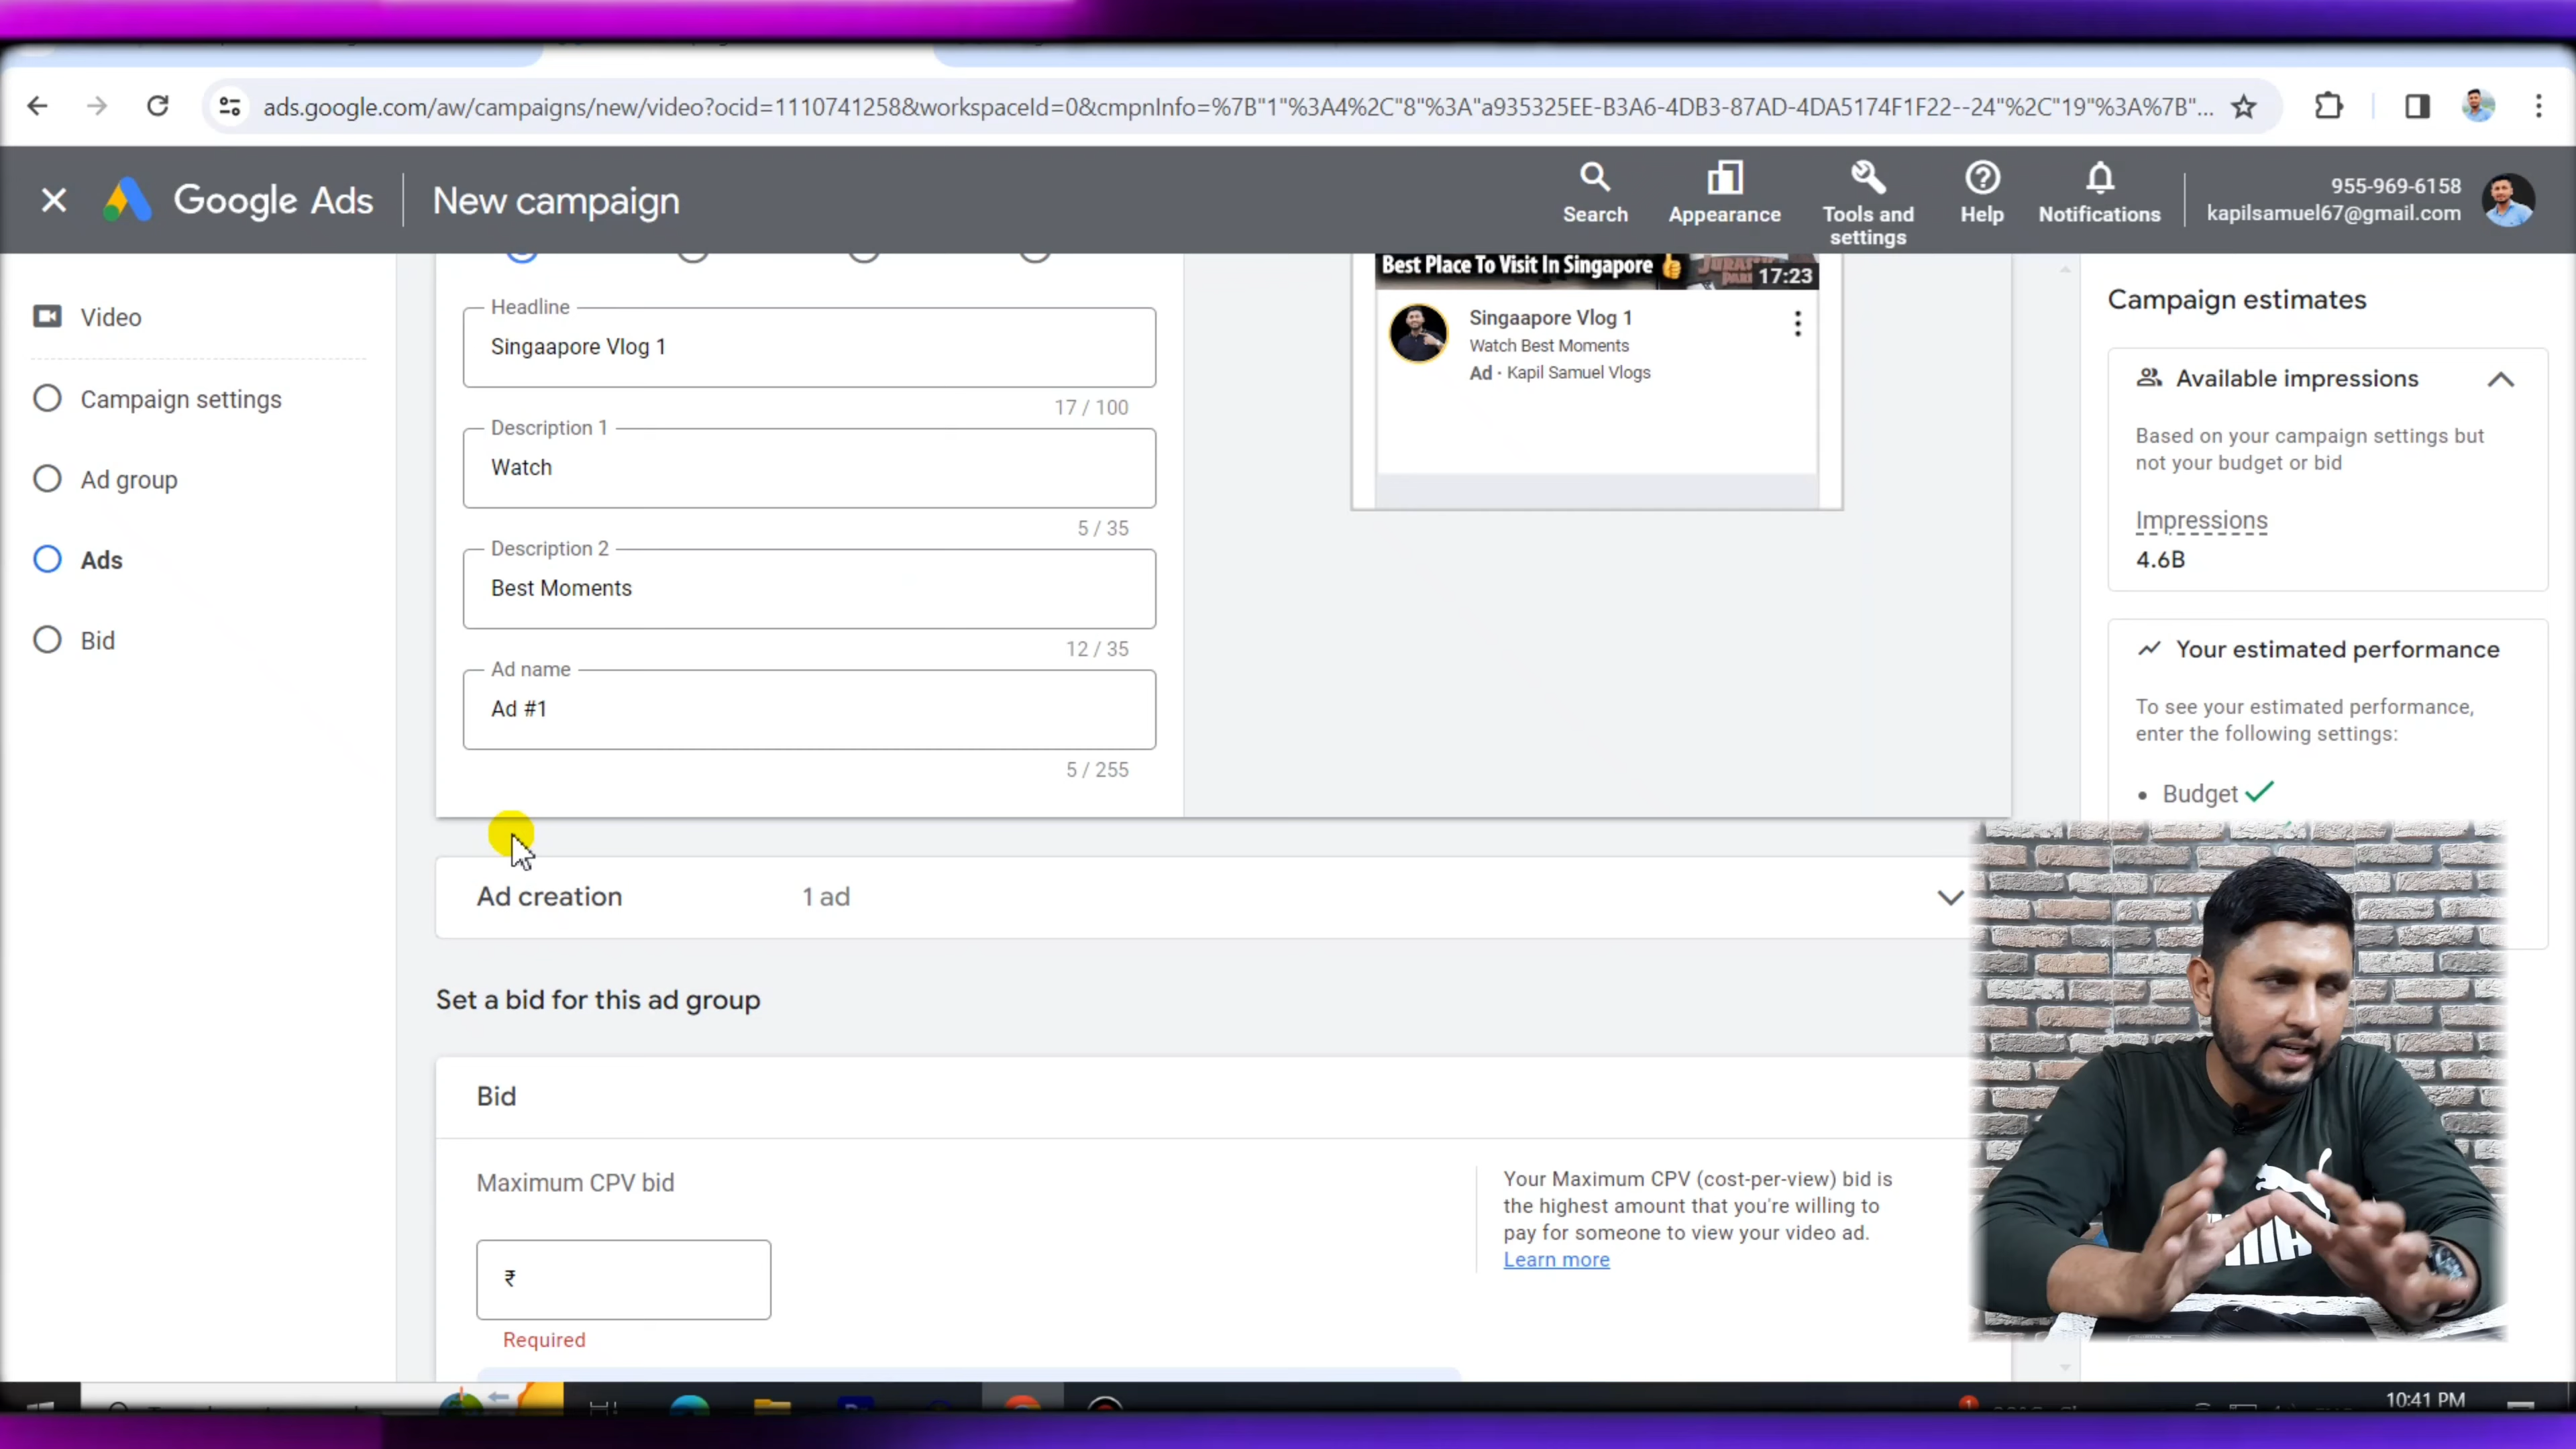 ads.google.com/aw/campaigns/new/video?ocid=1110741258&workspaceId=0&cmpnInfo=%7B"1"%3A4%2C"8"%3A"a935325EE-B3A6-4DB3-87AD-4DA5174F1F22--24"%2C"19"%3A%7B"...
Google Ads
New campaign
Search
Appearance
Tools and
settings
Help
Notifications
955-969-6158
kapilsamuel67@gmail.com
Video
Campaign settings
Ad group
Ads
Bid
Headline
Singaapore Vlog 1
17 / 100
Description 1
Watch
5 / 35
Description 2
Best Moments
12 / 35
Ad name
Ad #1
5 / 255
Best Place To Visit In Singapore
JURASSIC
PARK
17:23
Singaapore Vlog 1
Watch Best Moments
Ad · Kapil Samuel Vlogs
Campaign estimates
Available impressions
Based on your campaign settings but
not your budget or bid
Impressions
4.6B
Your estimated performance
To see your estimated performance,
enter the following settings:
• Budget
Ad creation
1 ad
Set a bid for this ad group
Bid
Maximum CPV bid
₹
Required
Your Maximum CPV (cost-per-view) bid is
the highest amount that you're willing to
pay for someone to view your video ad.
Learn more
10:41 PM